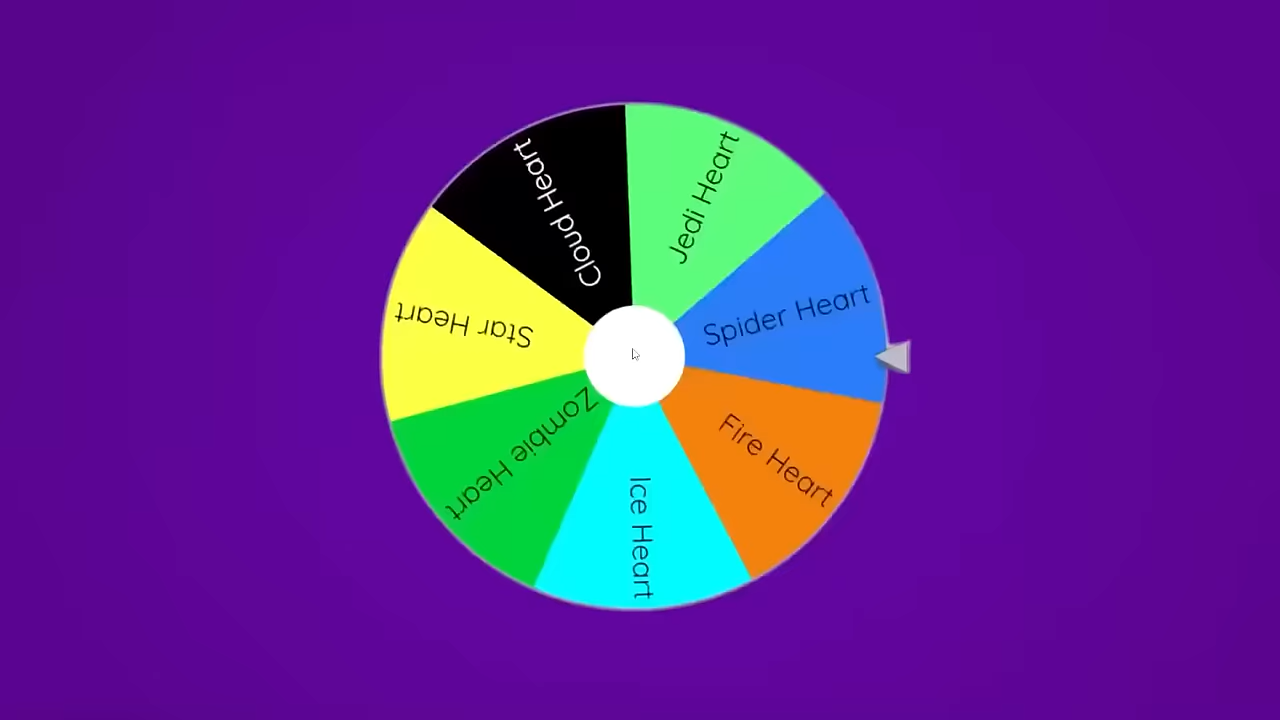 Cloud Heart
Jedi Heart
Spider Heart
Fire Heart
Ice Heart
Zombie Heart
Star Heart